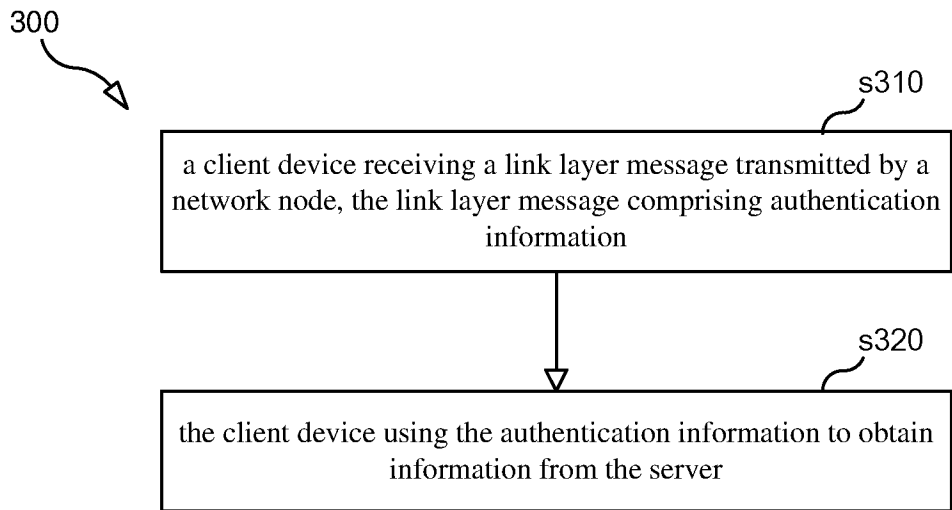 300
s310
a client device receiving a link layer message transmitted by a
network node, the link layer message comprising authentication
information
s320
the client device using the authentication information to obtain
information from the server